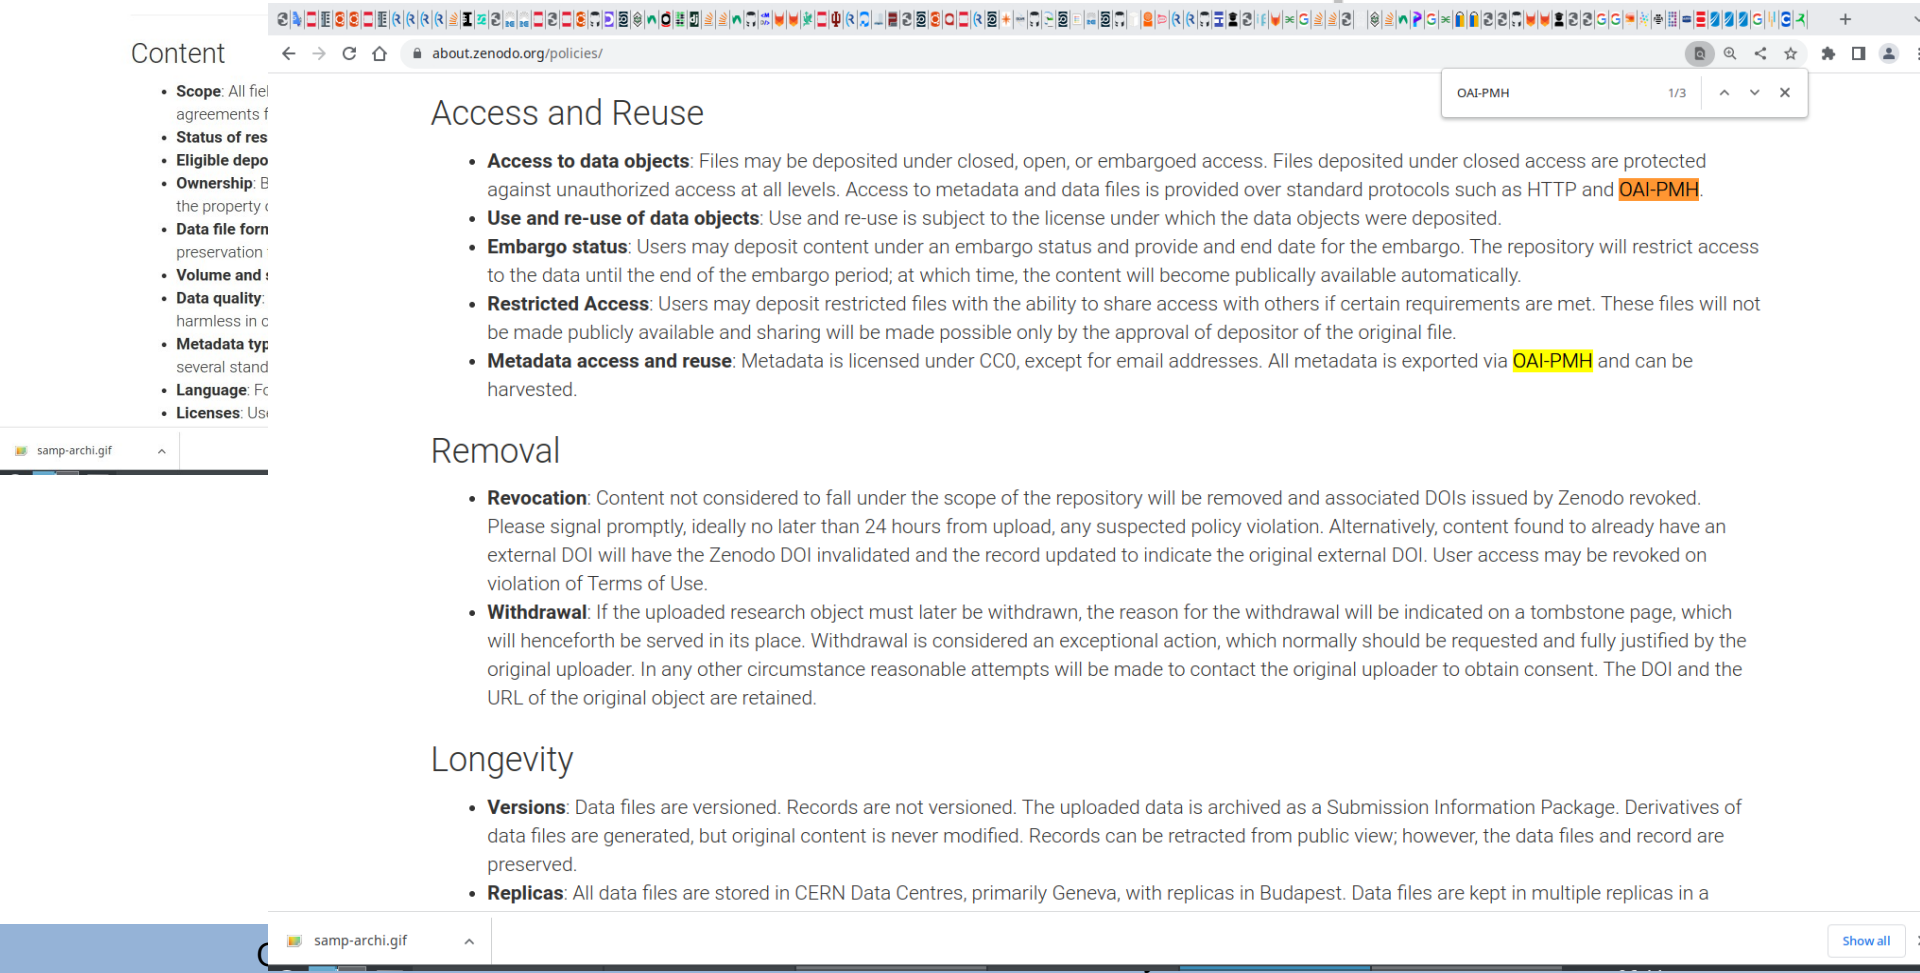 Content
Scope: All fiel
agreements f
Status of res
Eligible depo
Ownership: B
the property
Data file form
preservation
Volume and
Data quality:
harmless in c
Metadata typ
several stand
Language: Fo
Licenses: Use
samp-archi.gif
about.zenodo.org/policies/
OAI-PMH 1/3
Access and Reuse
Access to data objects: Files may be deposited under closed, open, or embargoed access. Files deposited under closed access are protected
against unauthorized access at all levels. Access to metadata and data files is provided over standard protocols such as HTTP and OAI-PMH.
Use and re-use of data objects: Use and re-use is subject to the license under which the data objects were deposited.
Embargo status: Users may deposit content under an embargo status and provide and end date for the embargo. The repository will restrict access
to the data until the end of the embargo period; at which time, the content will become publically available automatically.
Restricted Access: Users may deposit restricted files with the ability to share access with others if certain requirements are met. These files will not
be made publicly available and sharing will be made possible only by the approval of depositor of the original file.
Metadata access and reuse: Metadata is licensed under CC0, except for email addresses. All metadata is exported via OAI-PMH and can be
harvested.
Removal
Revocation: Content not considered to fall under the scope of the repository will be removed and associated DOIs issued by Zenodo revoked.
Please signal promptly, ideally no later than 24 hours from upload, any suspected policy violation. Alternatively, content found to already have an
external DOI will have the Zenodo DOI invalidated and the record updated to indicate the original external DOI. User access may be revoked on
violation of Terms of Use.
Withdrawal: If the uploaded research object must later be withdrawn, the reason for the withdrawal will be indicated on a tombstone page, which
will henceforth be served in its place. Withdrawal is considered an exceptional action, which normally should be requested and fully justified by the
original uploader. In any other circumstance reasonable attempts will be made to contact the original uploader to obtain consent. The DOI and the
URL of the original object are retained.
Longevity
Versions: Data files are versioned. Records are not versioned. The uploaded data is archived as a Submission Information Package. Derivatives of
data files are generated, but original content is never modified. Records can be retracted from public view; however, the data files and record are
preserved.
Replicas: All data files are stored in CERN Data Centres, primarily Geneva, with replicas in Budapest. Data files are kept in multiple replicas in a
samp-archi.gif
Show all